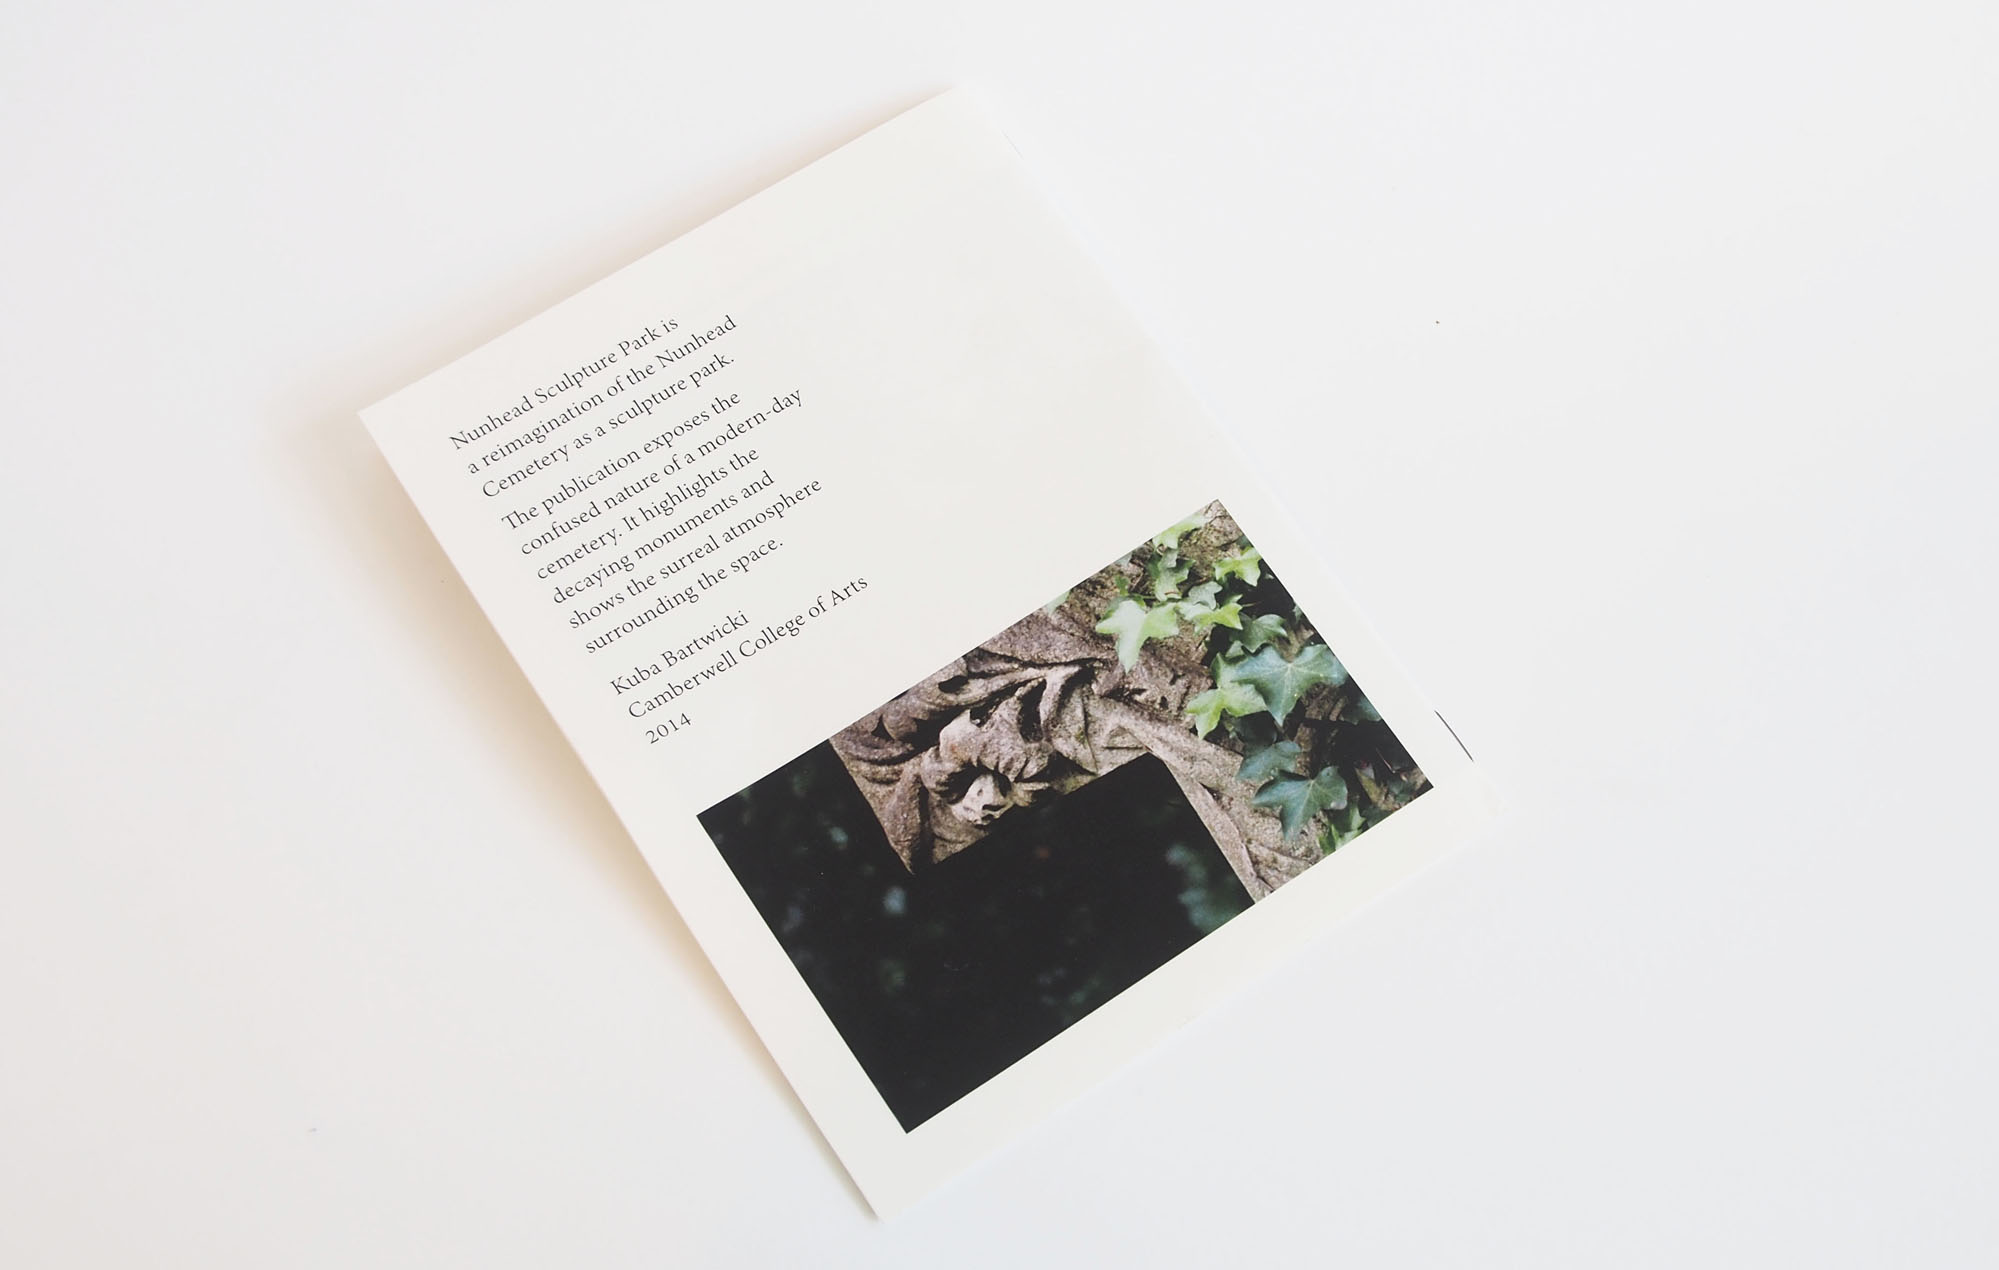 Nunhead Sculpture Park is
a reimagination of the Nunhead
Cemetery as a sculpture park.
The publication exposes the
confused nature of a modern-day
cemetery. It highlights the
decaying monuments and
shows the surreal atmosphere
surrounding the space.
Kuba Bartwicki
Camberwell College of Arts
2014